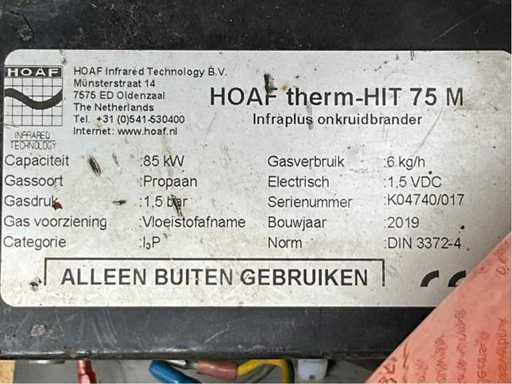 HOAF
INFRARED
TECHNOLOGY
HOAF Infrared Technology B.V.
Münsterstraat 14
7575 ED Oldenzaal
The Netherlands
Tel. +31 (0)541-530400
Internet: www.hoaf.nl
HOAF therm-HIT 75 M
Infraplus onkruidbrander
Capaciteit :85 kW Gasverbruik :6 kg/h
Gassoort :Propaan Electrisch :1,5 VDC
Gasdruk :1,5 bar Serienummer :K04740/017
Gas voorziening :Vloeistofafname Bouwjaar :2019
Categorie :I₃P Norm :DIN 3372-4
ALLEEN BUITEN GEBRUIKEN